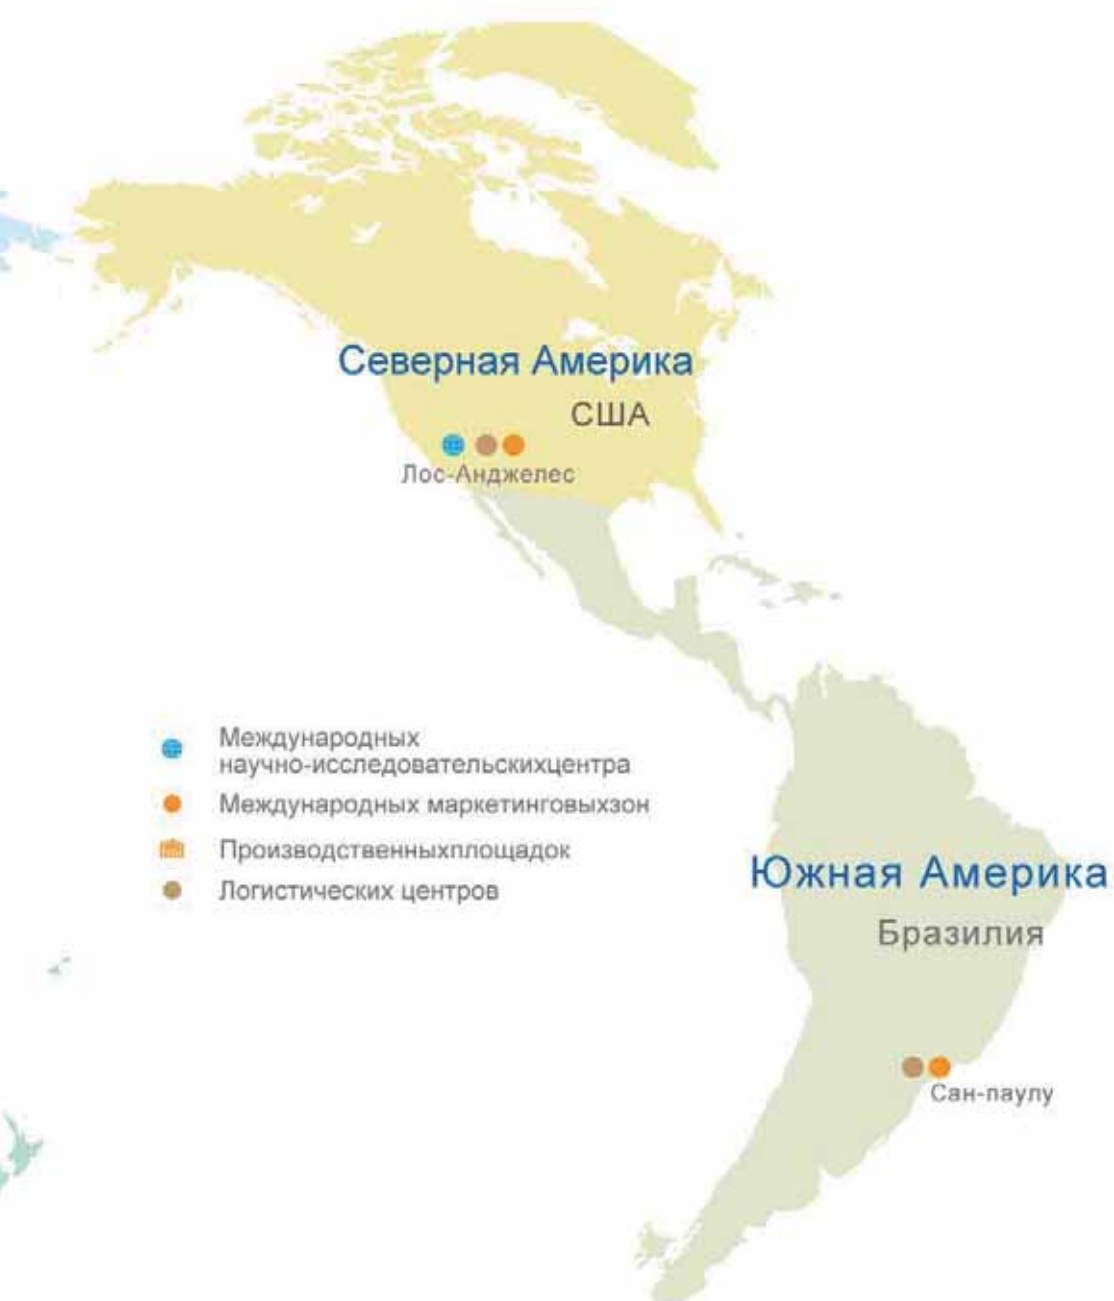 Северная Америка
США
Лос-Анджелес
Международных
научно-исследовательскихцентра
Международных маркетинговыхзон
Производственныхплощадок
Логистических центров
Южная Америка
Бразилия
Сан-паулу